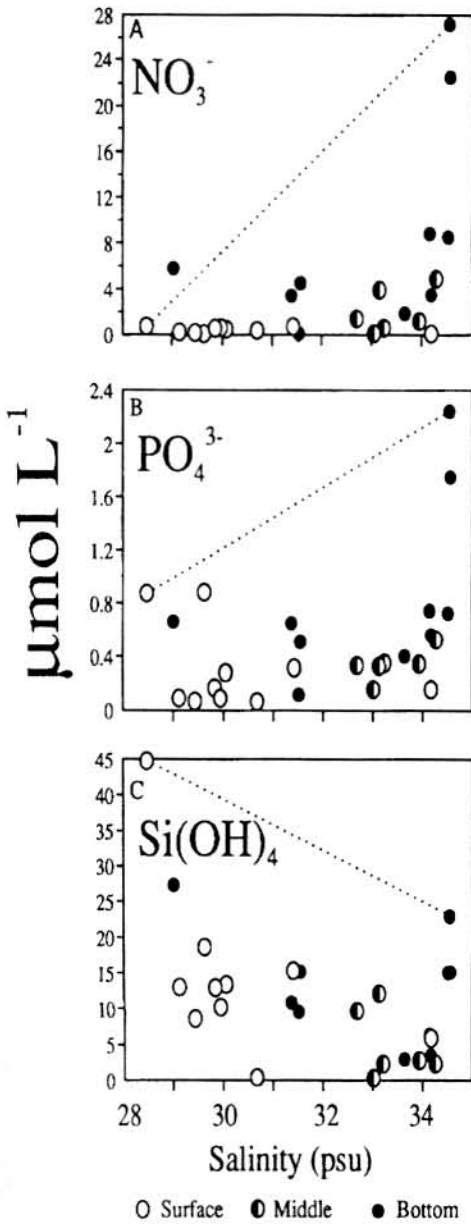 A
NO₃⁻
28
24
20
16
12
8
4
0
B
PO₄³⁻
2.4
2
1.6
1.2
0.8
0.4
0
µmol L⁻¹
C
Si(OH)₄
45
40
35
30
25
20
15
10
5
0
28 30 32 34
Salinity (psu)
Surface Middle Bottom